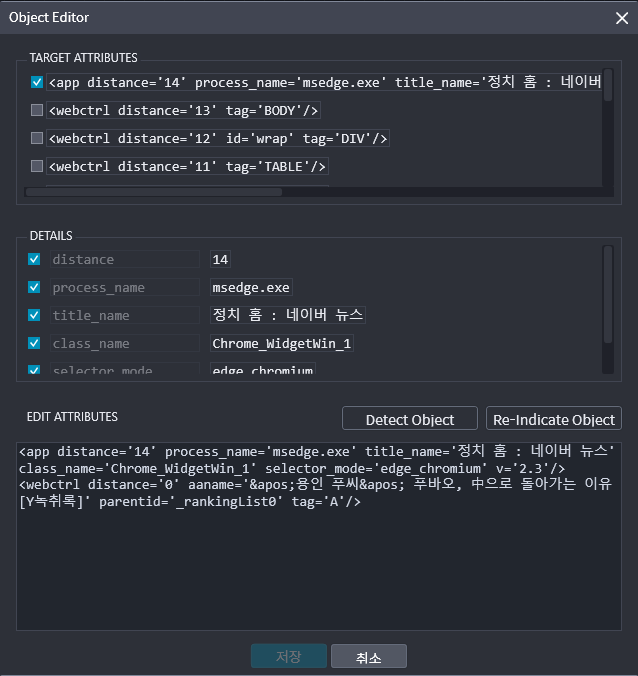 Object Editor
TARGET ATTRIBUTES
<app distance='14' process_name='msedge.exe' title_name='정치 홈 : 네이버
<webctrl distance='13' tag='BODY'/>
<webctrl distance='12' id='wrap' tag='DIV'/>
<webctrl distance='11' tag='TABLE'/>
DETAILS
distance 14
process_name msedge.exe
title_name 정치 홈 : 네이버 뉴스
class_name Chrome_WidgetWin_1
selector_mode edge_chromium
EDIT ATTRIBUTES
Detect Object Re-Indicate Object
<app distance='14' process_name='msedge.exe' title_name='정치 홈 : 네이버 뉴스'
class_name='Chrome_WidgetWin_1' selector_mode='edge_chromium' v='2.3'/>
<webctrl distance='0' aaname='&apos;용인 푸씨&apos; 푸바오, 中으로 돌아가는 이유
[Y녹취록]' parentid='_rankingList0' tag='A'/>
저장 취소